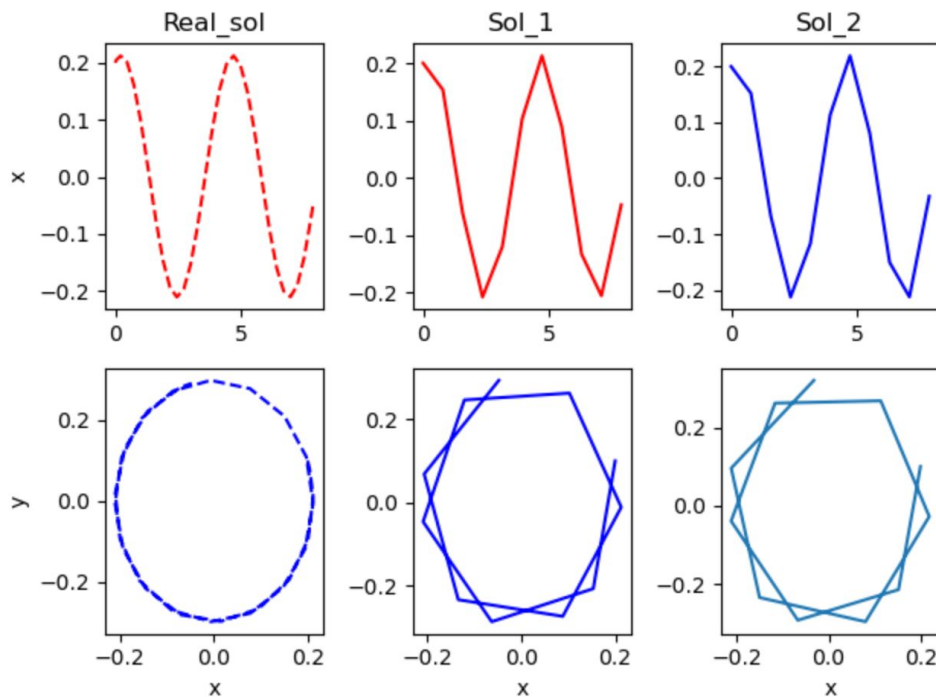 Real_sol Sol_1 Sol_2
x
0.2 0.2 0.2
0.1 0.1 0.1
0.0 0.0 0.0
−0.1 −0.1 −0.1
−0.2 −0.2 −0.2
0 5 0 5 0 5
y
0.2 0.2 0.2
0.0 0.0 0.0
−0.2 −0.2 −0.2
−0.2 0.0 0.2 −0.2 0.0 0.2 −0.2 0.0 0.2
x x x